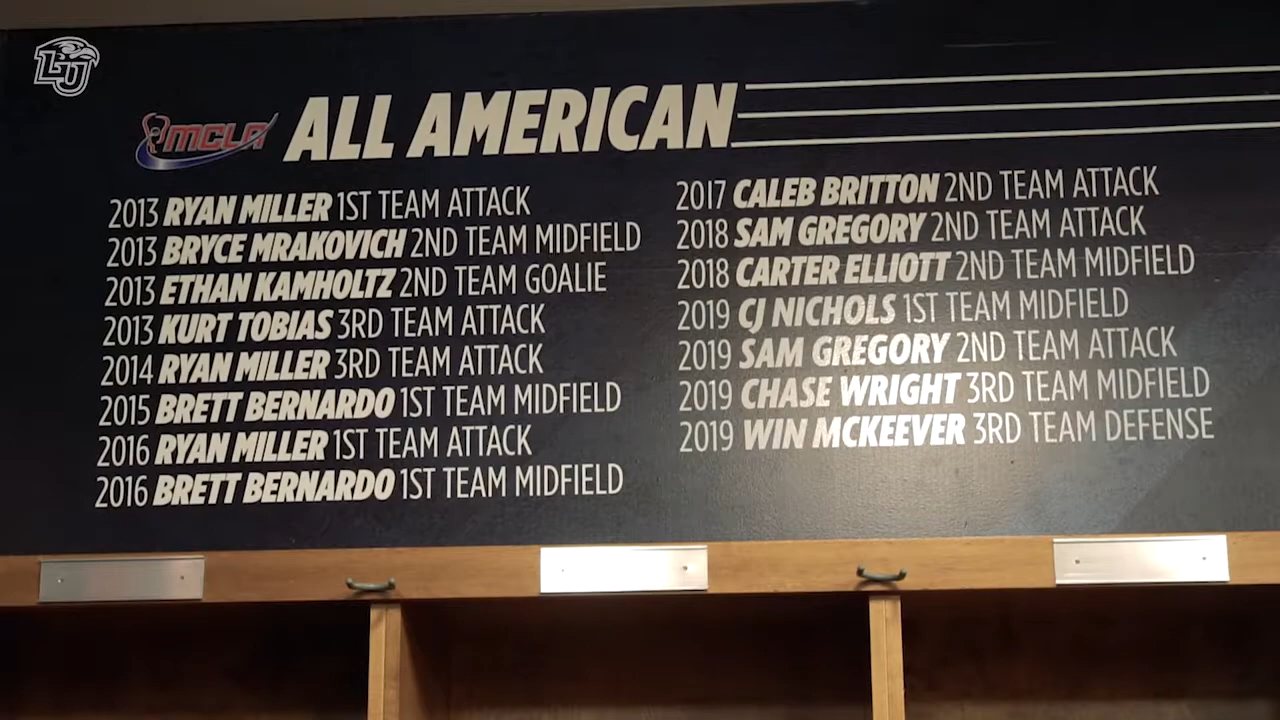 LU
MCLA
ALL AMERICAN
2013 RYAN MILLER 1ST TEAM ATTACK
2013 BRYCE MRAKOVICH 2ND TEAM MIDFIELD
2013 ETHAN KAMHOLTZ 2ND TEAM GOALIE
2013 KURT TOBIAS 3RD TEAM ATTACK
2014 RYAN MILLER 3RD TEAM ATTACK
2015 BRETT BERNARDO 1ST TEAM MIDFIELD
2016 RYAN MILLER 1ST TEAM ATTACK
2016 BRETT BERNARDO 1ST TEAM MIDFIELD
2017 CALEB BRITTON 2ND TEAM ATTACK
2018 SAM GREGORY 2ND TEAM ATTACK
2018 CARTER ELLIOTT 2ND TEAM MIDFIELD
2019 CJ NICHOLS 1ST TEAM MIDFIELD
2019 SAM GREGORY 2ND TEAM ATTACK
2019 CHASE WRIGHT 3RD TEAM MIDFIELD
2019 WIN MCKEEVER 3RD TEAM DEFENSE